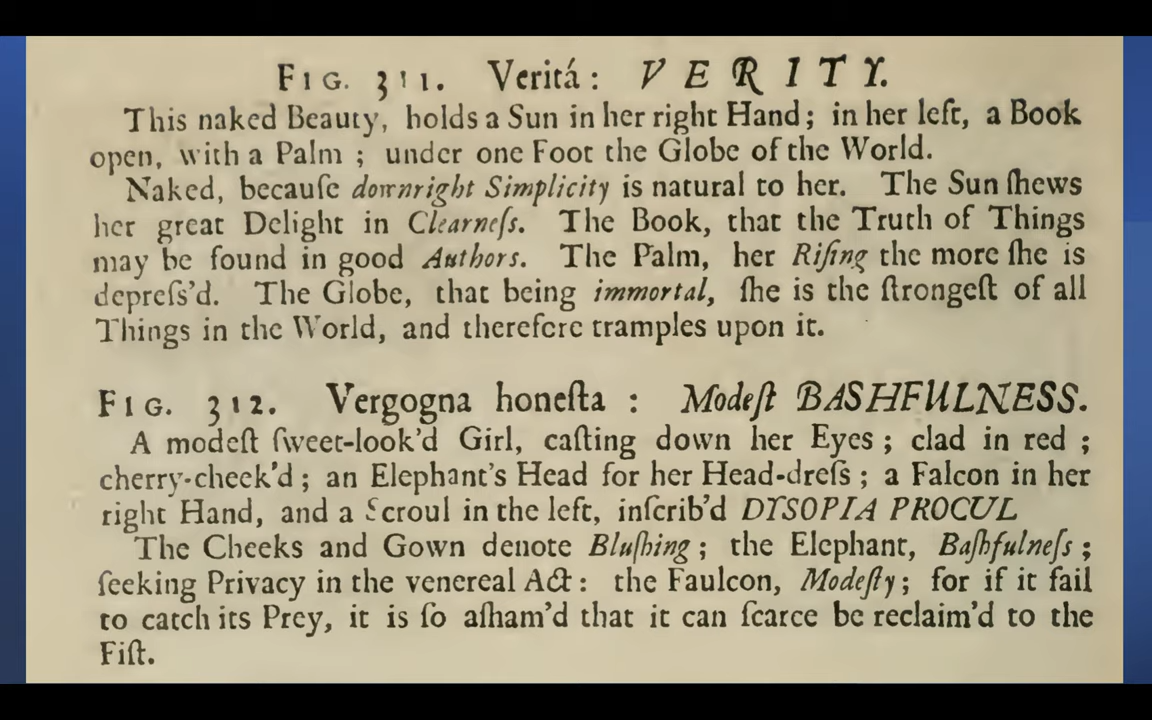 FIG. 311. Veritá: VERITY.
This naked Beauty, holds a Sun in her right Hand; in her left, a Book
open, with a Palm; under one Foot the Globe of the World.
Naked, becauſe downright Simplicity is natural to her. The Sun ſhews
her great Delight in Clearneſs. The Book, that the Truth of Things
may be found in good Authors. The Palm, her Riſing the more ſhe is
depreſs'd. The Globe, that being immortal, ſhe is the ſtrongeſt of all
Things in the World, and therefore tramples upon it.
FIG. 312. Vergogna honeſta: Modeſt BASHFULNESS.
A modeſt ſweet-look'd Girl, caſting down her Eyes; clad in red;
cherry-cheek'd; an Elephant's Head for her Head-dreſs; a Falcon in her
right Hand, and a Scroul in the left, inſcrib'd DYSOPIA PROCUL
The Cheeks and Gown denote Bluſhing; the Elephant, Baſhfulneſs;
ſeeking Privacy in the venereal Act: the Faulcon, Modeſty; for if it fail
to catch its Prey, it is ſo aſham'd that it can ſcarce be reclaim'd to the
Fiſt.